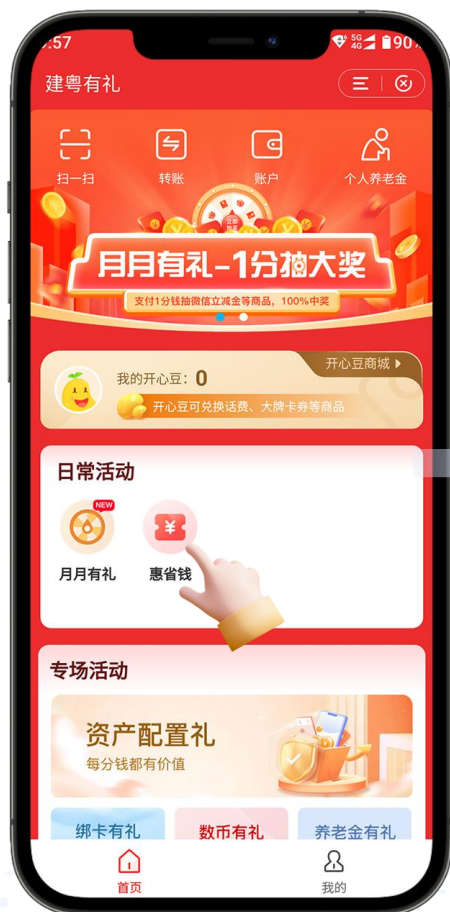 :57
5G
4G
90
建粤有礼
扫一扫
转账
账户
个人养老金
月月有礼-1分抽大奖
支付1分钱抽微信立减金等商品，100%中奖
开心豆商城
我的开心豆：0
开心豆可兑换话费、大牌卡券等商品
日常活动
NEW
月月有礼
惠省钱
专场活动
资产配置礼
每分钱都有价值
绑卡有礼
数币有礼
养老金有礼
首页
我的